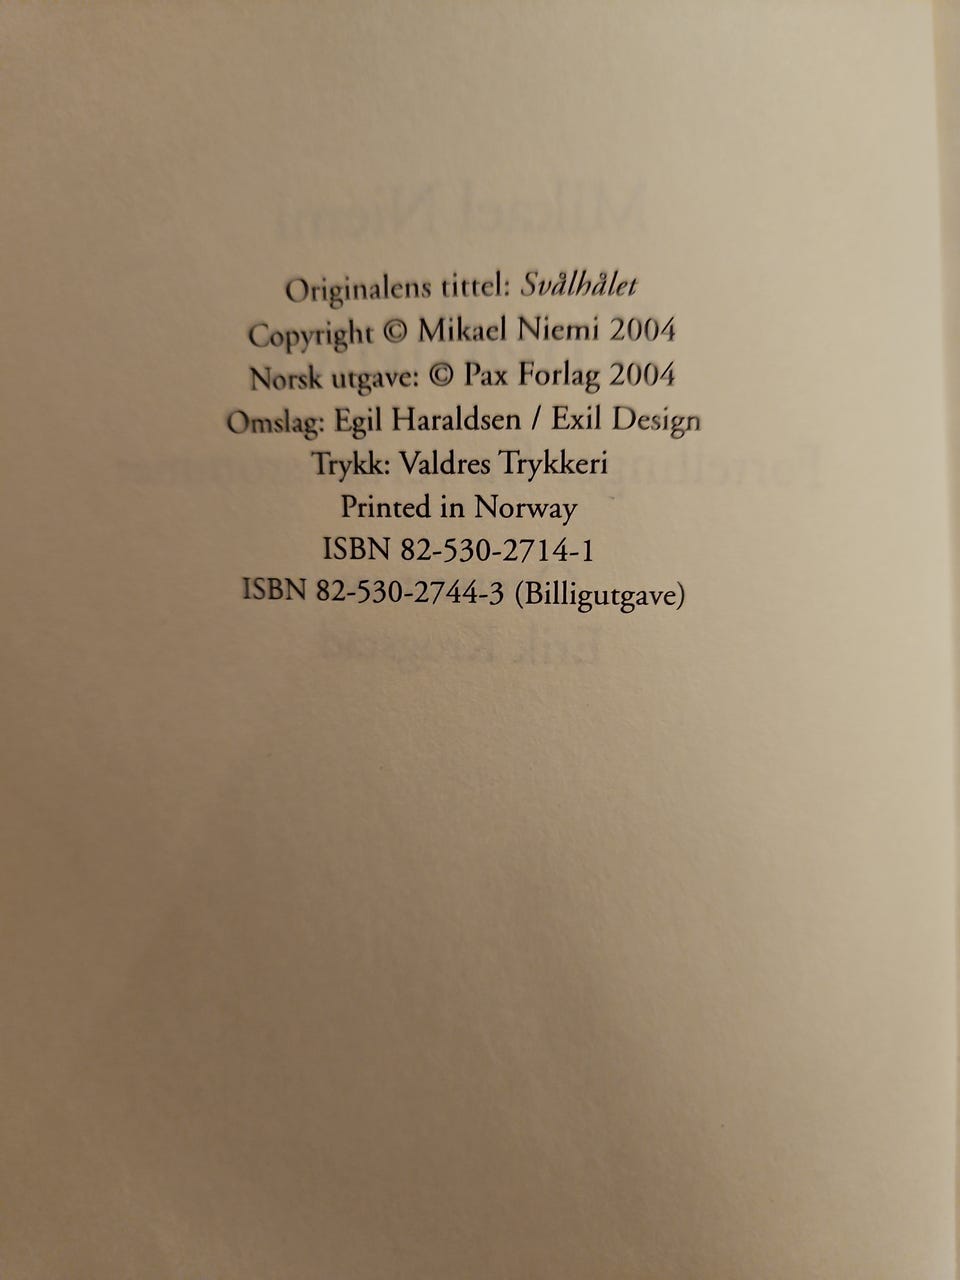 Originalens tittel: Svålhålet
Copyright © Mikael Niemi 2004
Norsk utgave: © Pax Forlag 2004
Omslag: Egil Haraldsen / Exil Design
Trykk: Valdres Trykkeri
Printed in Norway
ISBN 82-530-2714-1
ISBN 82-530-2744-3 (Billigutgave)